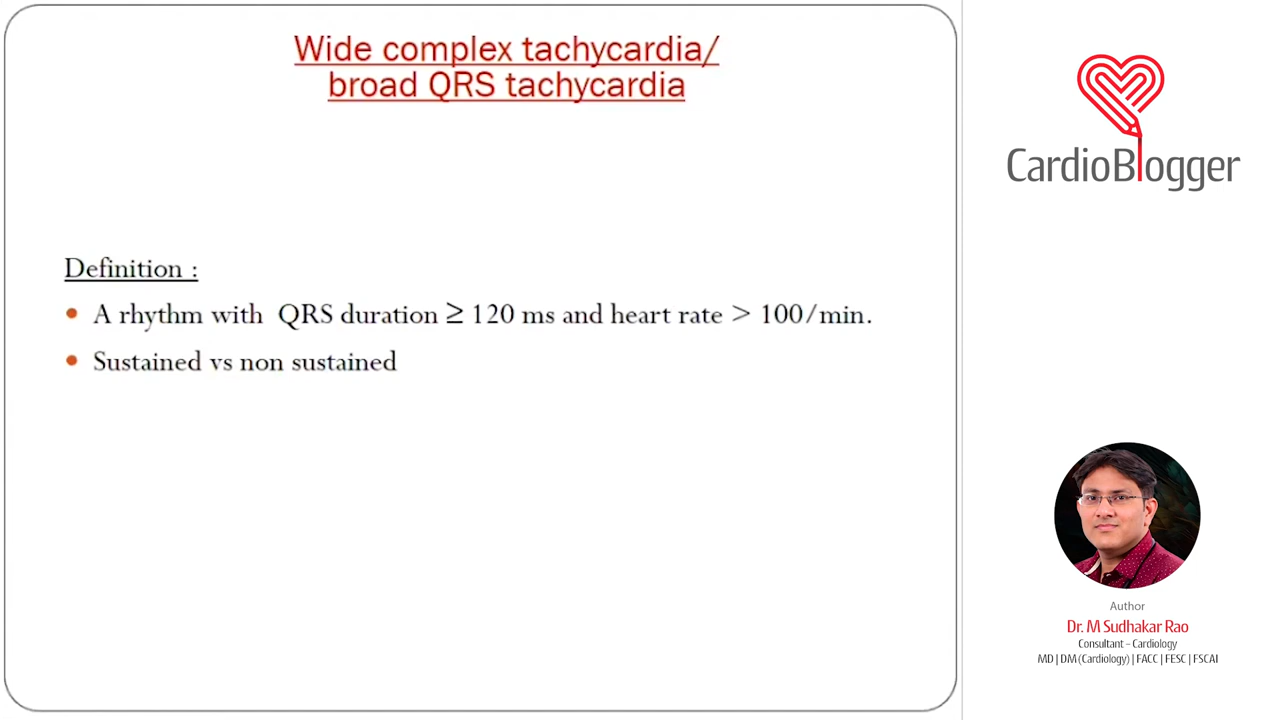 Wide complex tachycardia/
broad QRS tachycardia
Definition :
A rhythm with QRS duration ≥ 120 ms and heart rate > 100/min.
Sustained vs non sustained
CardioBlogger
Author
Dr. M Sudhakar Rao
Consultant – Cardiology
MD | DM (Cardiology) | FACC | FESC | FSCAI